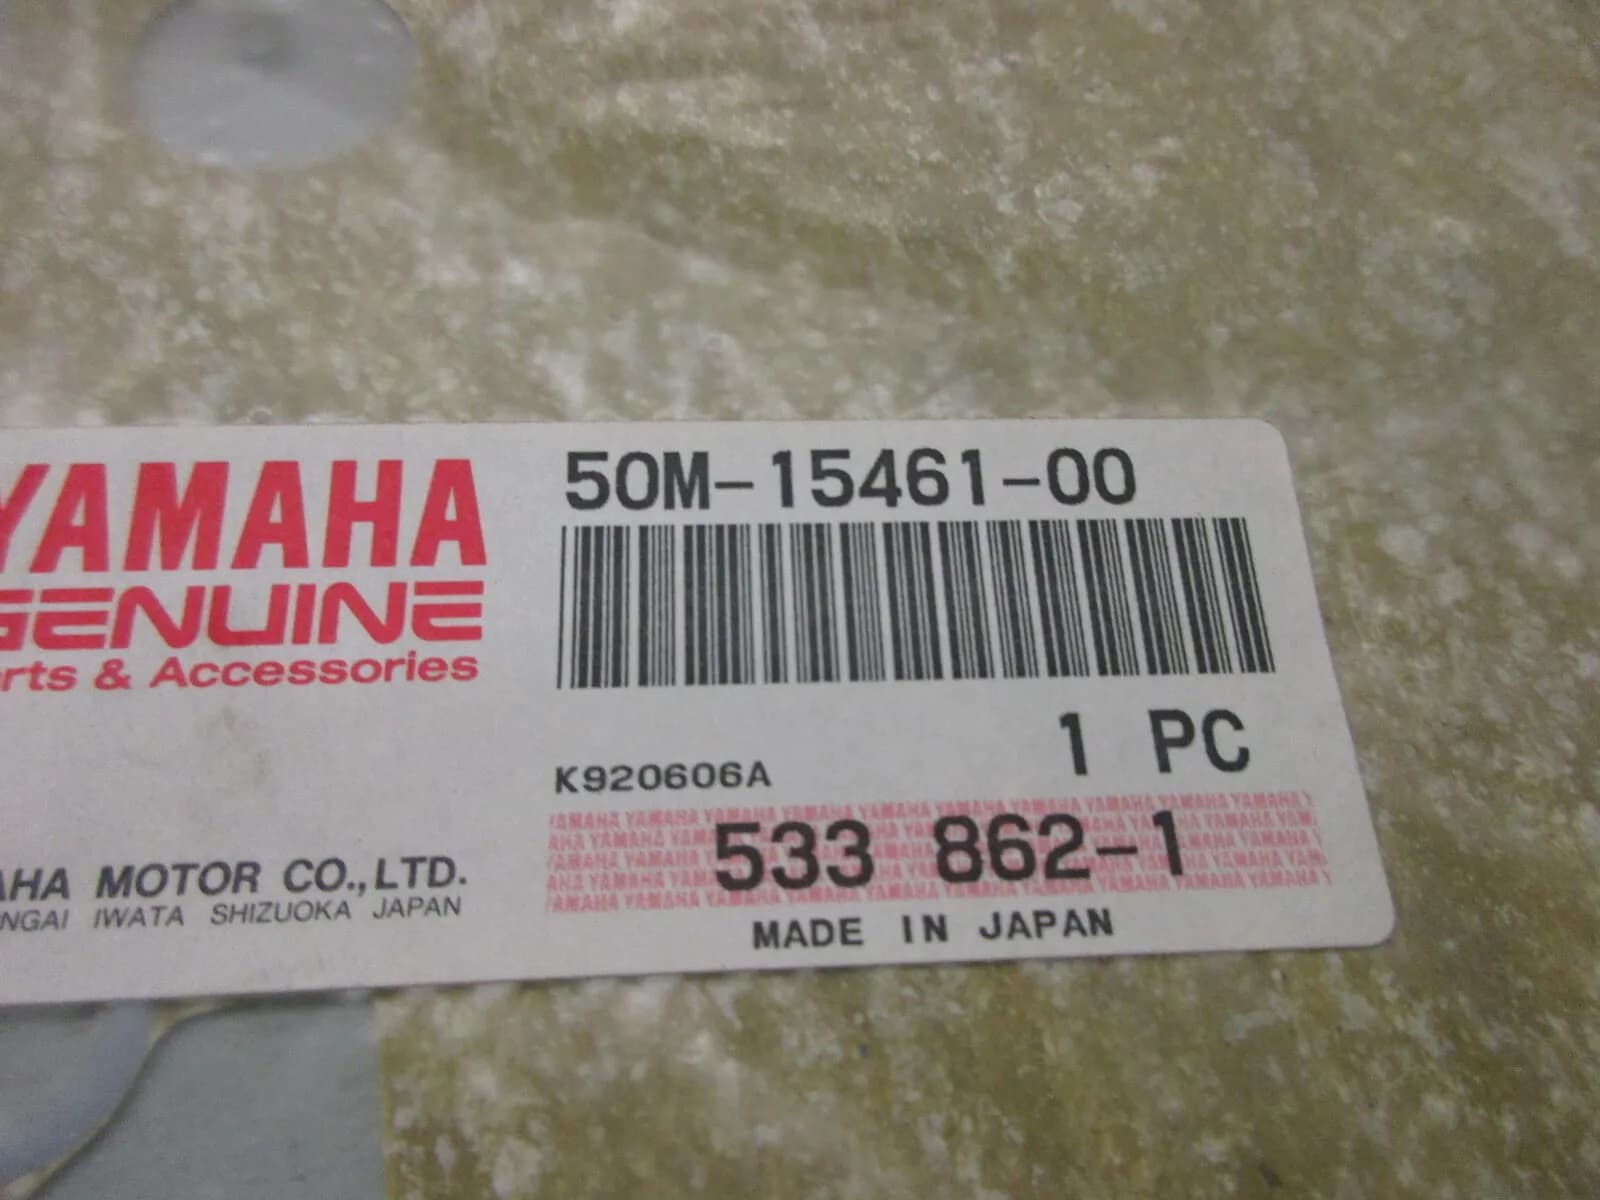 YAMAHA
GENUINE
rts & Accessories
50M-15461-00
1 PC
K920606A
533 862-1
MADE IN JAPAN
AHA MOTOR CO., LTD.
NGAI IWATA SHIZUOKA JAPAN